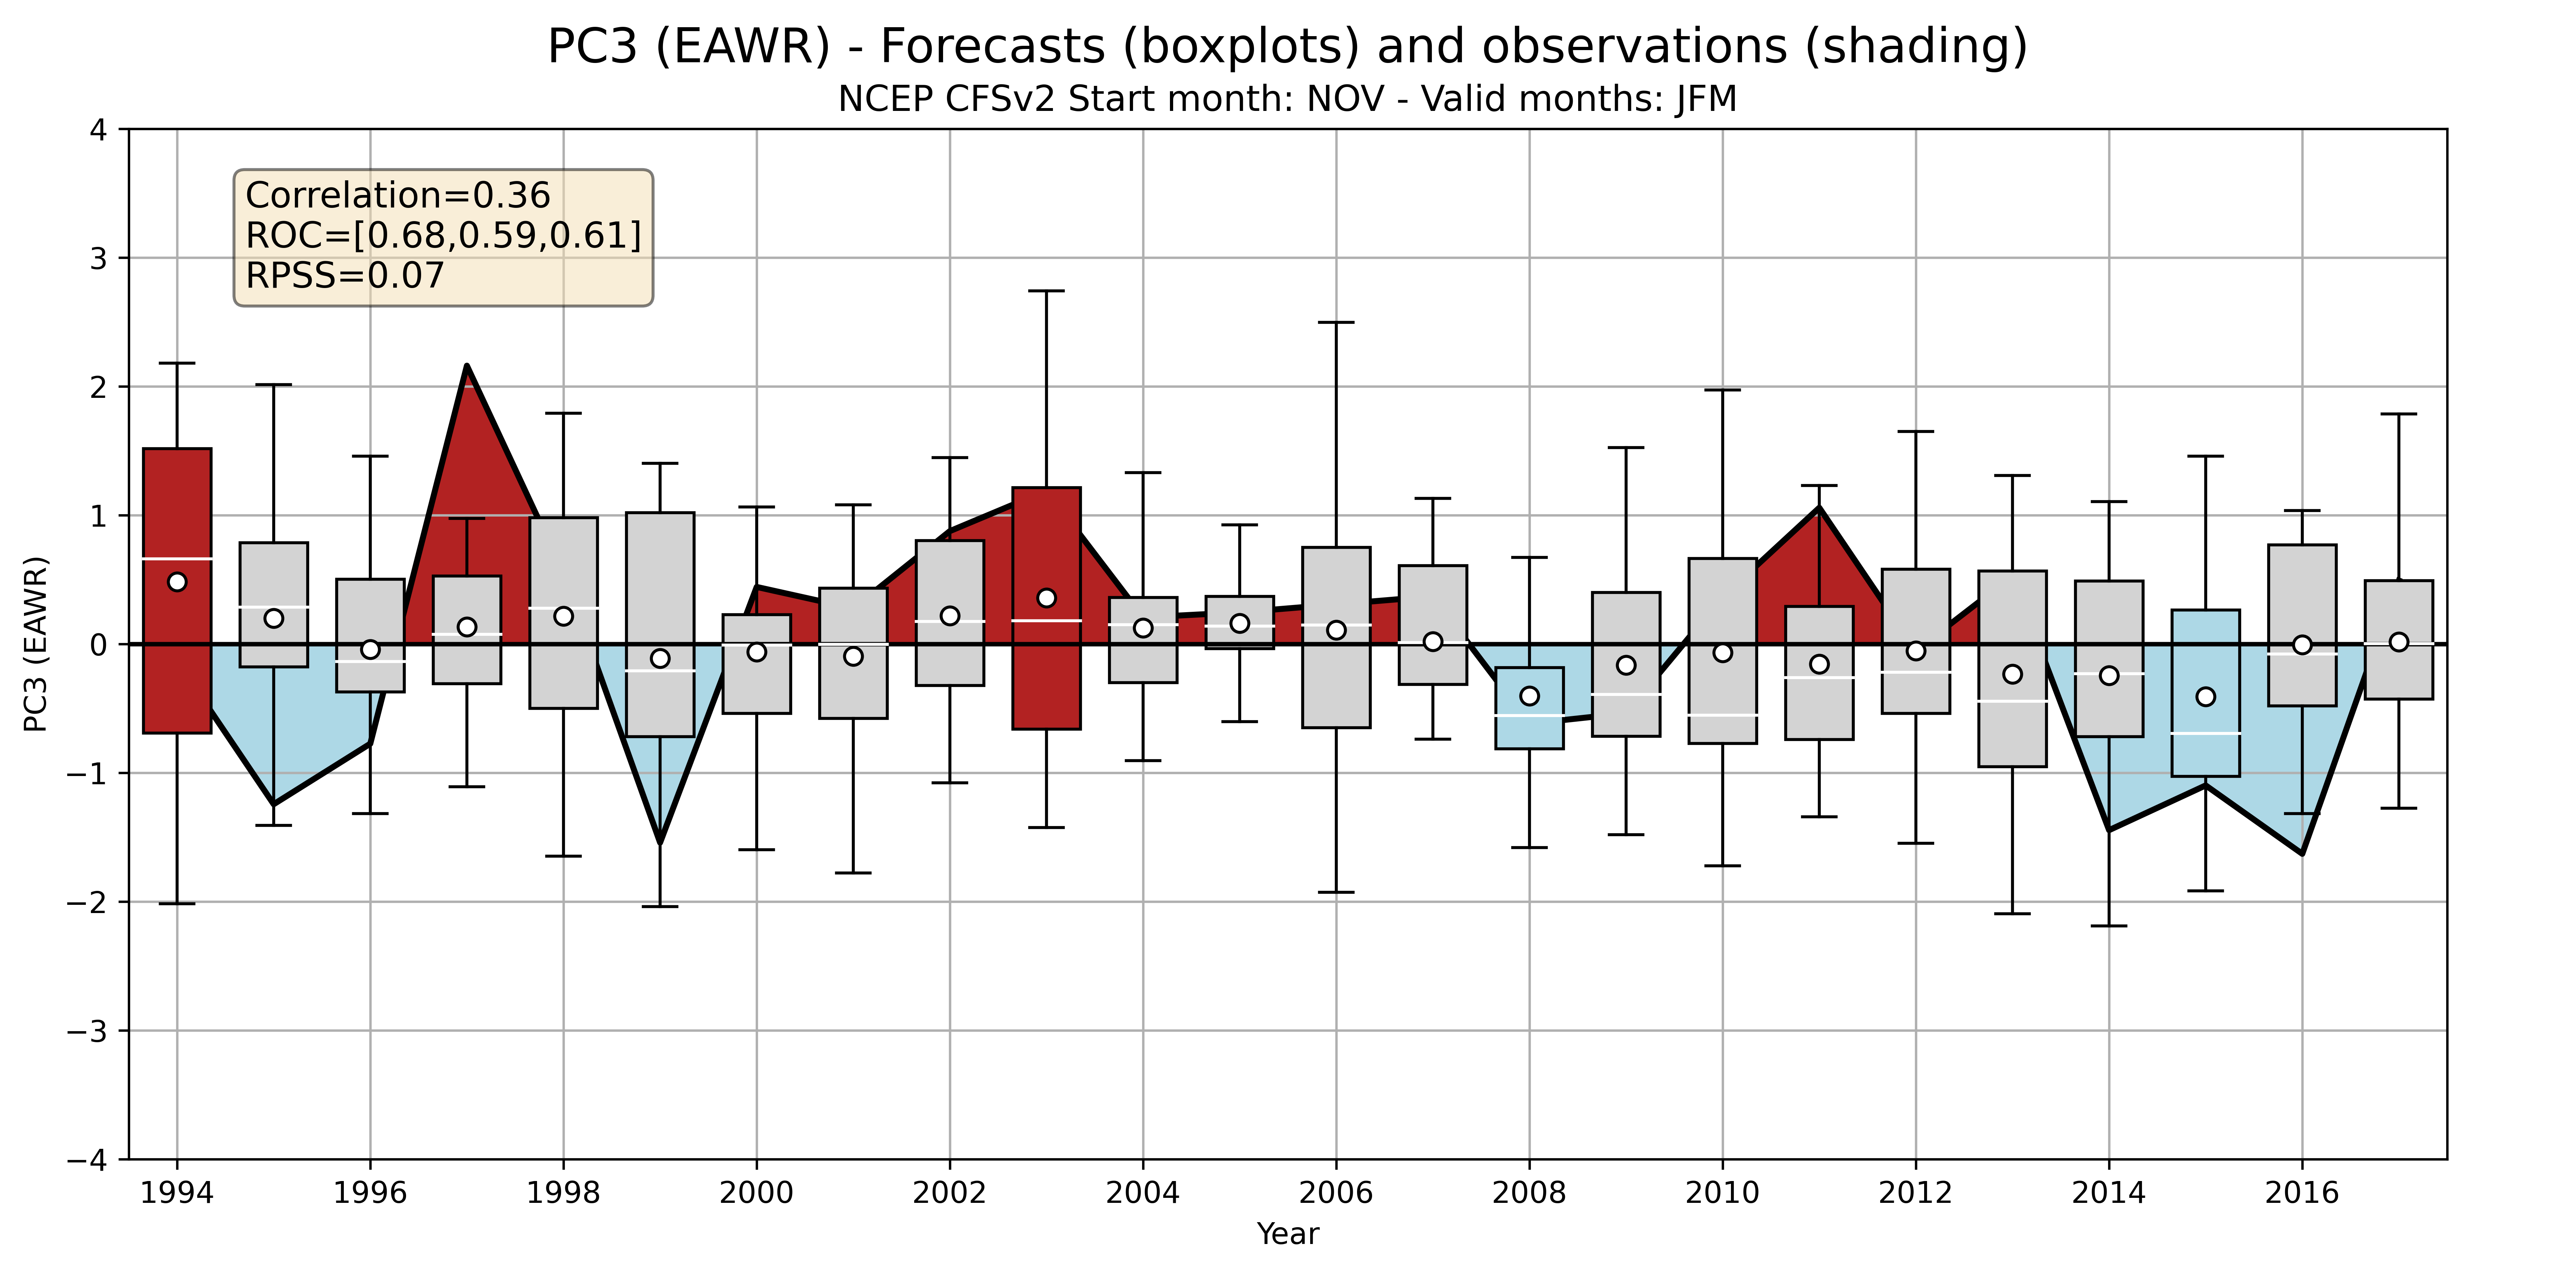 PC3 (EAWR) - Forecasts (boxplots) and observations (shading)
NCEP CFSv2 Start month: NOV - Valid months: JFM
Correlation=0.36
ROC=[0.68,0.59,0.61]
RPSS=0.07
PC3 (EAWR)
4
3
2
1
0
−1
−2
−3
−4
1994 1996 1998 2000 2002 2004 2006 2008 2010 2012 2014 2016
Year